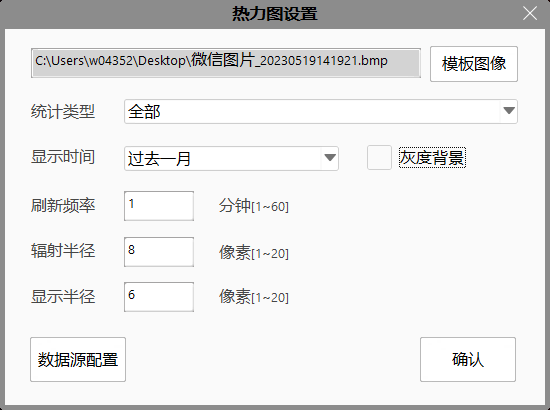 热力图设置
C:\Users\w04352\Desktop\微信图片_20230519141921.bmp 模板图像
统计类型 全部
显示时间 过去一月 灰度背景
刷新频率 1 分钟[1~60]
辐射半径 8 像素[1~20]
显示半径 6 像素[1~20]
数据源配置 确认